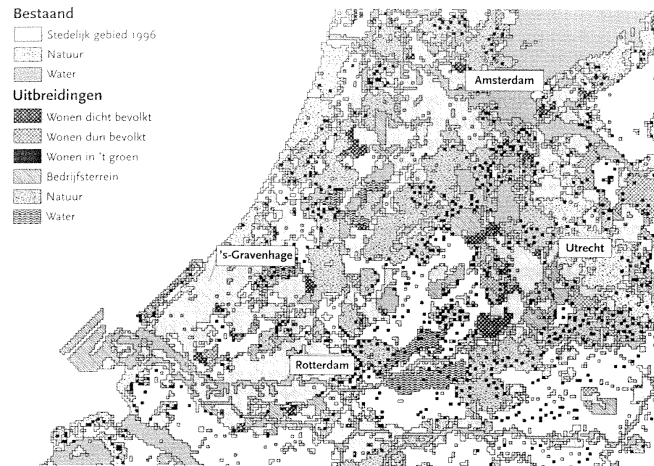 Bestaand
Stedelijk gebied 1996
Natuur
Water
Uitbreidingen
Wonen dicht bevolkt
Wonen dun bevolkt
Wonen in 't groen
Bedrijfsterrein
Natuur
Water
Amsterdam
Utrecht
's-Gravenhage
Rotterdam